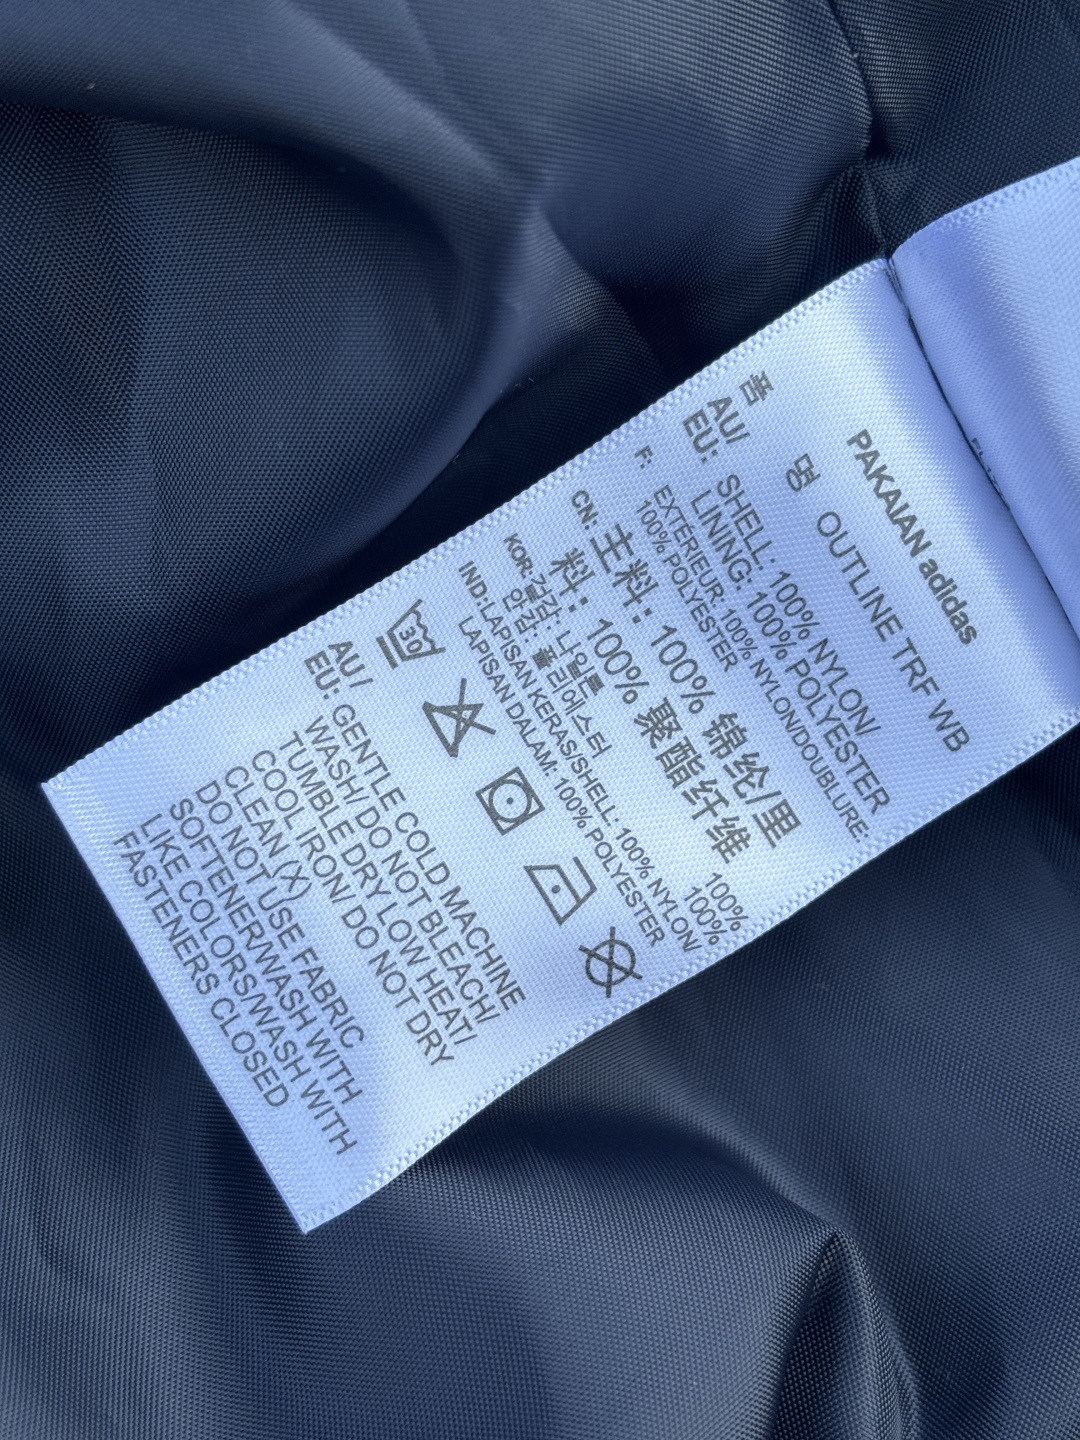 PAKAIAN adidas
품 명 OUTLINE TRF WB
AU/
EU: SHELL: 100% NYLON/
LINING: 100% POLYESTER
F: EXTÉRIEUR: 100% NYLON/DOUBLURE:
100% POLYESTER
CN: 主料: 100% 锦纶/里
料: 100% 聚酯纤维
KOR: 겉감: 나일론 100%
안감: 폴리에스터 100%
IND: LAPISAN KERAS/SHELL: 100% NYLON/
LAPISAN DALAM: 100% POLYESTER
30
AU/
EU: GENTLE COLD MACHINE
WASH/ DO NOT BLEACH/
TUMBLE DRY LOW HEAT/
COOL IRON/ DO NOT DRY
CLEAN (X)
DO NOT USE FABRIC
SOFTENER/WASH WITH
LIKE COLORS/WASH WITH
FASTENERS CLOSED